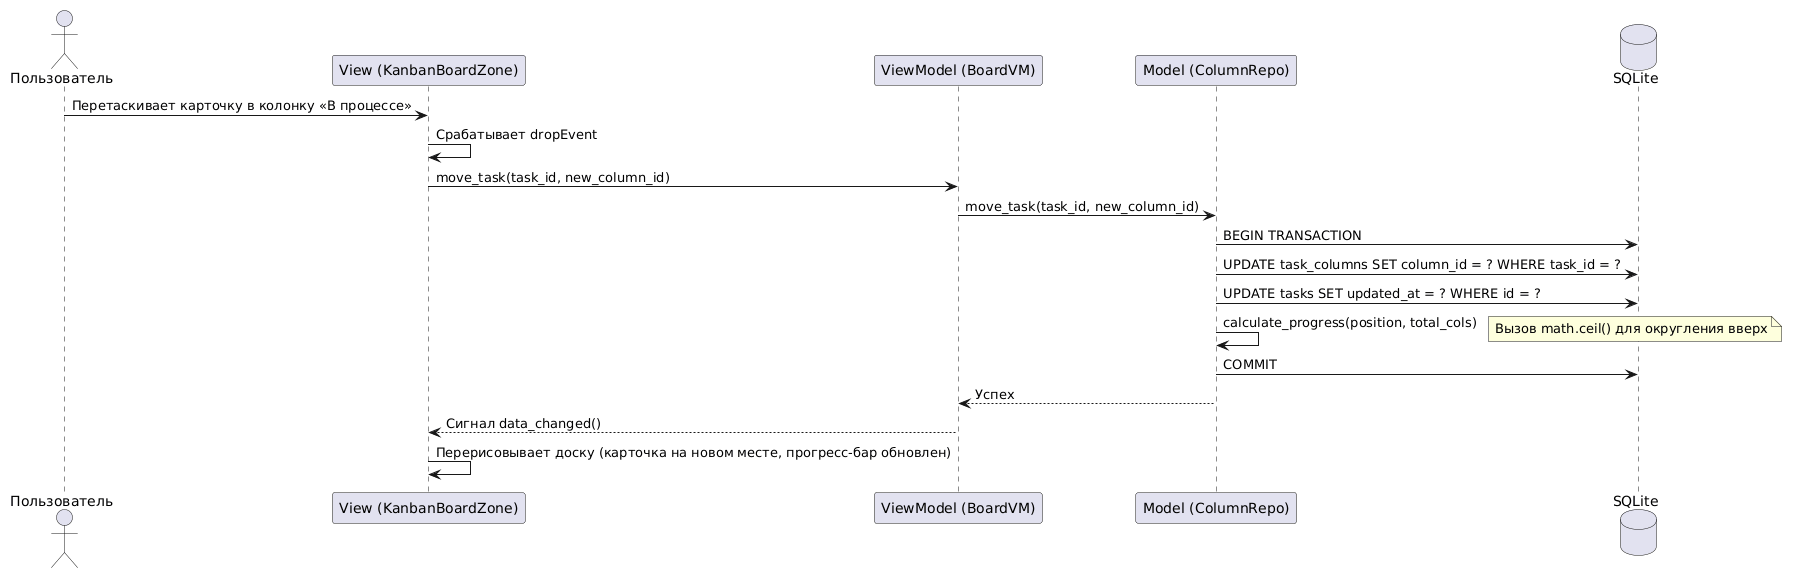 Пользователь
View (KanbanBoardZone)
ViewModel (BoardVM)
Model (ColumnRepo)
SQLite
Перетаскивает карточку в колонку «В процессе»
Срабатывает dropEvent
move_task(task_id, new_column_id)
move_task(task_id, new_column_id)
BEGIN TRANSACTION
UPDATE task_columns SET column_id = ? WHERE task_id = ?
UPDATE tasks SET updated_at = ? WHERE id = ?
calculate_progress(position, total_cols)
Вызов math.ceil() для округления вверх
COMMIT
Успех
Сигнал data_changed()
Перерисовывает доску (карточка на новом месте, прогресс-бар обновлен)
Пользователь
View (KanbanBoardZone)
ViewModel (BoardVM)
Model (ColumnRepo)
SQLite